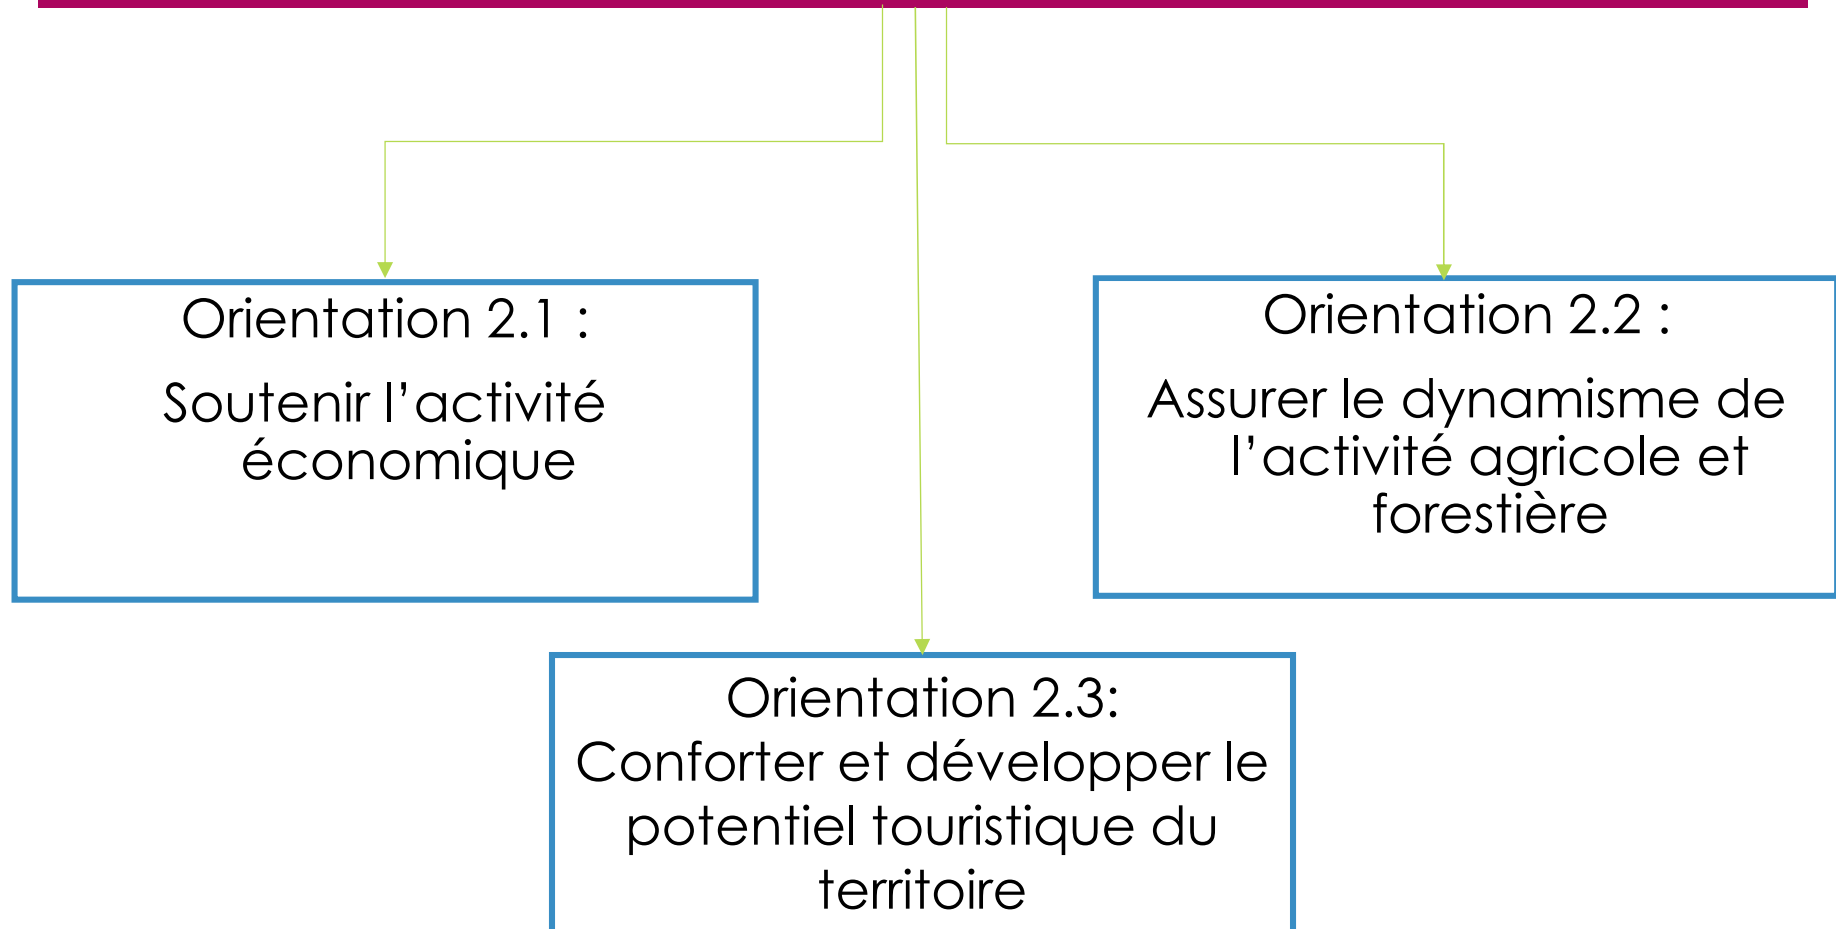 Orientation 2.1 :
Soutenir l’activité
économique
Orientation 2.2 :
Assurer le dynamisme de
l’activité agricole et
forestière
Orientation 2.3:
Conforter et développer le
potentiel touristique du
territoire